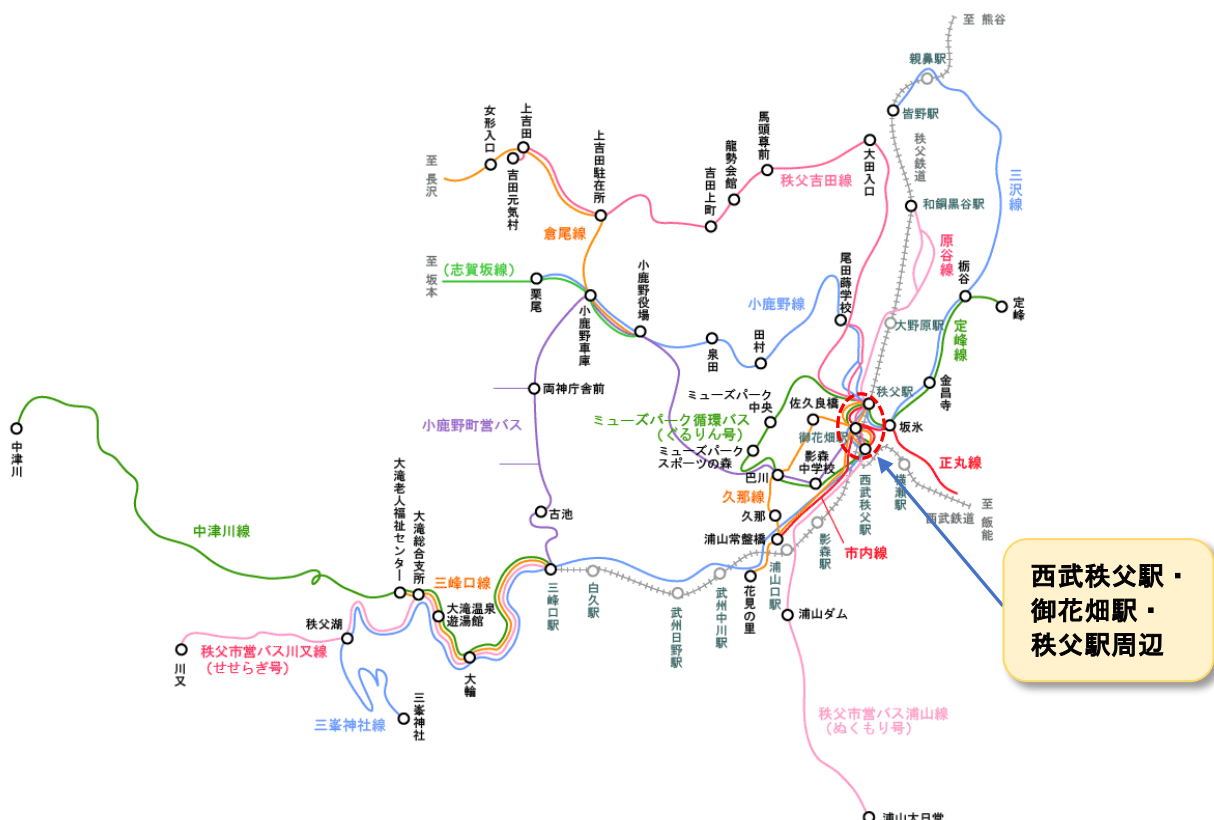 至 熊谷
親鼻駅
皆野駅
秩父鉄道
三沢線
和銅黒谷駅
原谷線
栃谷
定峰
定峰線
大野原駅
金昌寺
秩父駅
坂氷
正丸線
横瀬駅
西武鉄道
至 飯能
女形入口
上吉田
吉田元気村
至 長沢
上吉田駐在所
倉尾線
吉田上町
龍勢会館
馬頭尊前
秩父吉田線
大田入口
至 坂本
(志賀坂線)
栗尾
小鹿野車庫
小鹿野役場
泉田
田村
小鹿野線
尾田蒔学校
両神庁舎前
小鹿野町営バス
古池
ミューズパーク
中央
ミューズパーク循環バス
(ぐるりん号)
ミューズパーク
スポーツの森
佐久良橋
御花畑駅
影森
中学校
巴川
久那線
久那
浦山常盤橋
西武秩父駅
影森駅
市内線
浦山口駅
花見の里
浦山ダム
武州中川駅
武州日野駅
白久駅
三峰口駅
中津川
中津川線
大滝老人福祉センター
大滝総合支所
三峰口線
大滝温泉
遊湯館
大輪
秩父湖
秩父市営バス川又線
(せせらぎ号)
川又
三峯神社線
三峯神社
秩父市営バス浦山線
(ぬくもり号)
浦山大日堂
西武秩父駅・
御花畑駅・
秩父駅周辺